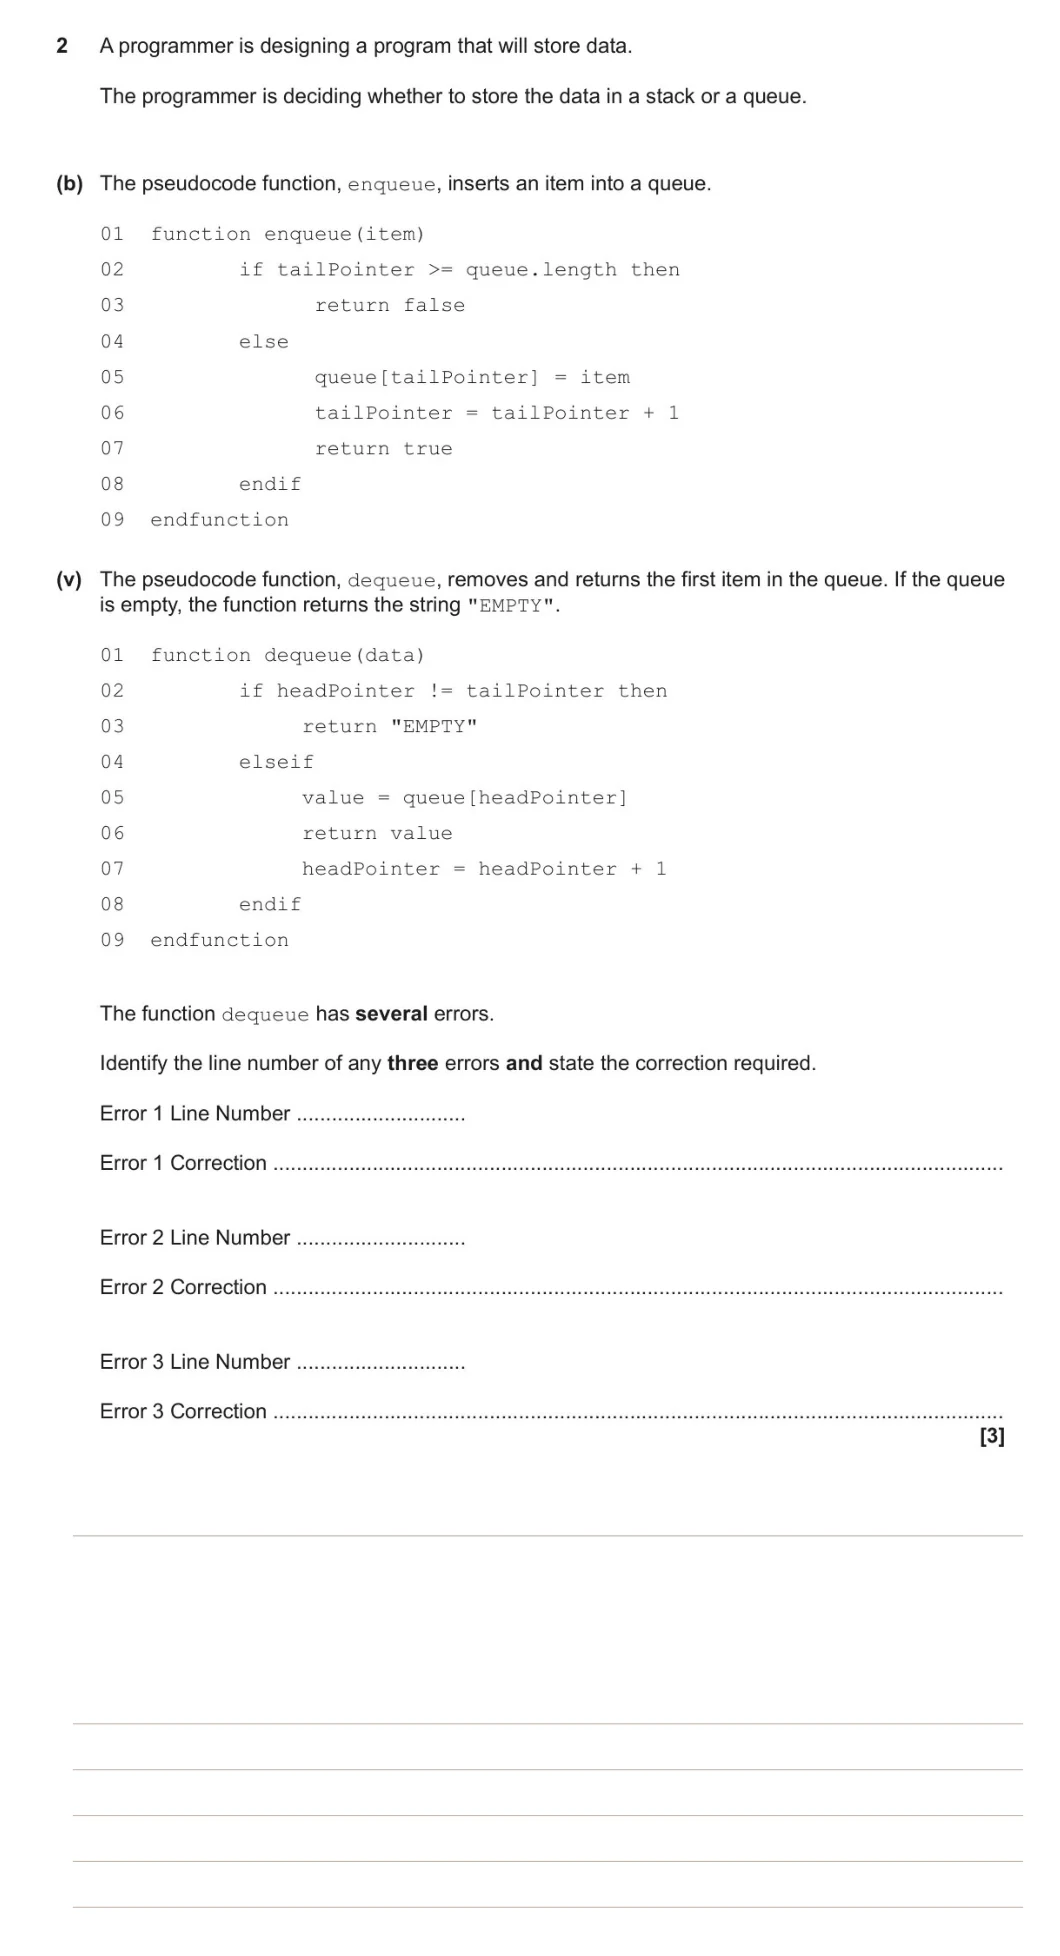 2 A programmer is designing a program that will store data.
The programmer is deciding whether to store the data in a stack or a queue.
(b) The pseudocode function, enqueue, inserts an item into a queue.
01 function enqueue(item)
02 if tailPointer >= queue.length then
03 return false
04 else
05 queue[tailPointer] = item
06 tailPointer = tailPointer + 1
07 return true
08 endif
09 endfunction
(v) The pseudocode function, dequeue, removes and returns the first item in the queue. If the queue
is empty, the function returns the string "EMPTY".
01 function dequeue(data)
02 if headPointer != tailPointer then
03 return "EMPTY"
04 elseif
05 value = queue[headPointer]
06 return value
07 headPointer = headPointer + 1
08 endif
09 endfunction
The function dequeue has several errors.
Identify the line number of any three errors and state the correction required.
Error 1 Line Number .............................
Error 1 Correction ...............................................................................................................................
Error 2 Line Number .............................
Error 2 Correction ...............................................................................................................................
Error 3 Line Number .............................
Error 3 Correction ...............................................................................................................................
[3]